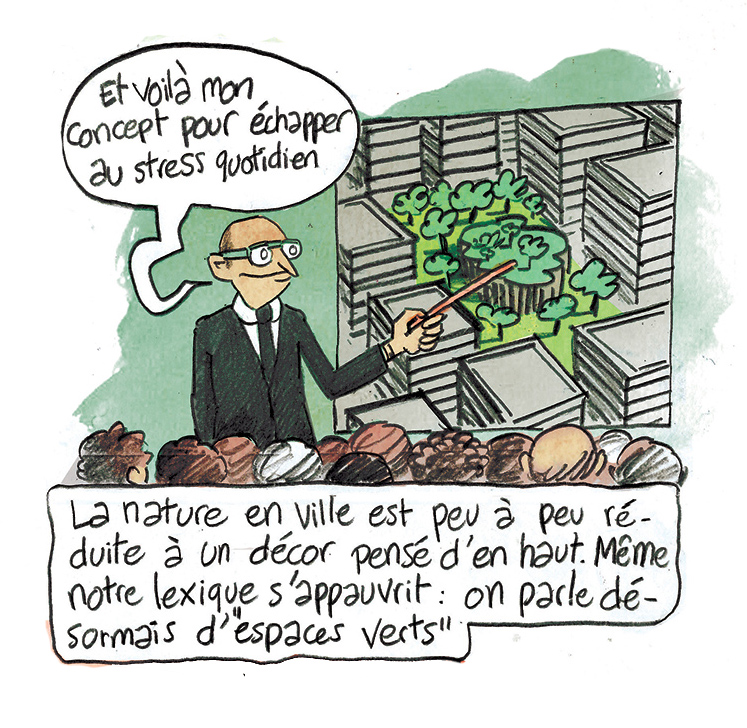 Et voilà mon
concept pour échapper
au stress quotidien
La nature en ville est peu à peu ré-
duite à un décor pensé d'en haut. Même
notre lexique s'appauvrit : on parle dé-
sormais d'"espaces verts"